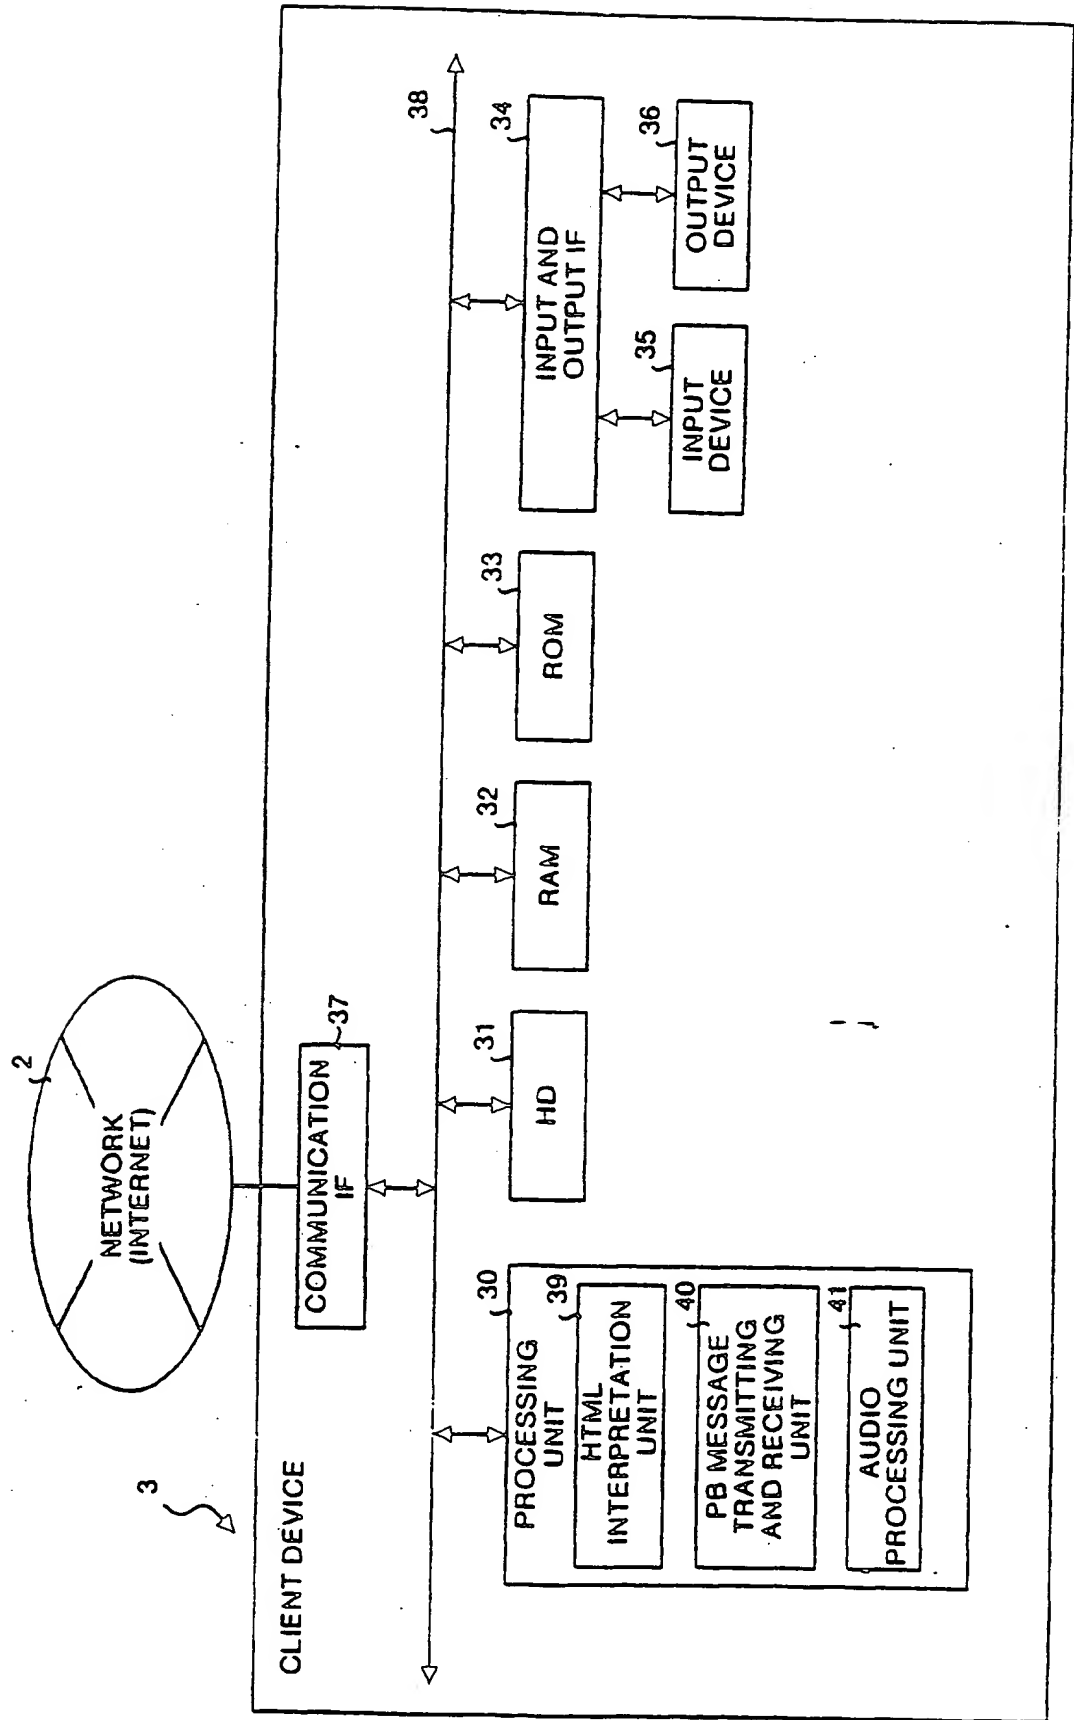 2
NETWORK
(INTERNET)
3
CLIENT DEVICE
COMMUNICATION
IF
37
38
30
PROCESSING
UNIT
39
HTML
INTERPRETATION
UNIT
40
PB MESSAGE
TRANSMITTING
AND RECEIVING
UNIT
41
AUDIO
PROCESSING UNIT
31
HD
32
RAM
33
ROM
34
INPUT AND
OUTPUT IF
35
INPUT
DEVICE
36
OUTPUT
DEVICE